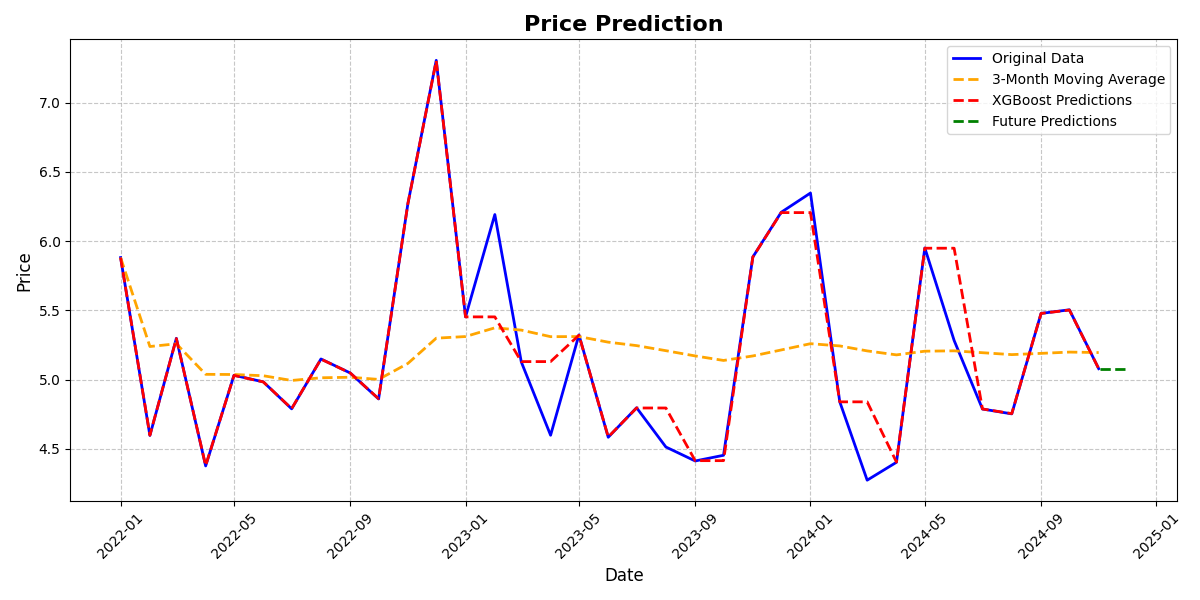 Price Prediction
Original Data
3-Month Moving Average
XGBoost Predictions
Future Predictions
Price
7.0
6.5
6.0
5.5
5.0
4.5
2022-01
2022-05
2022-09
2023-01
2023-05
2023-09
2024-01
2024-05
2024-09
2025-01
Date